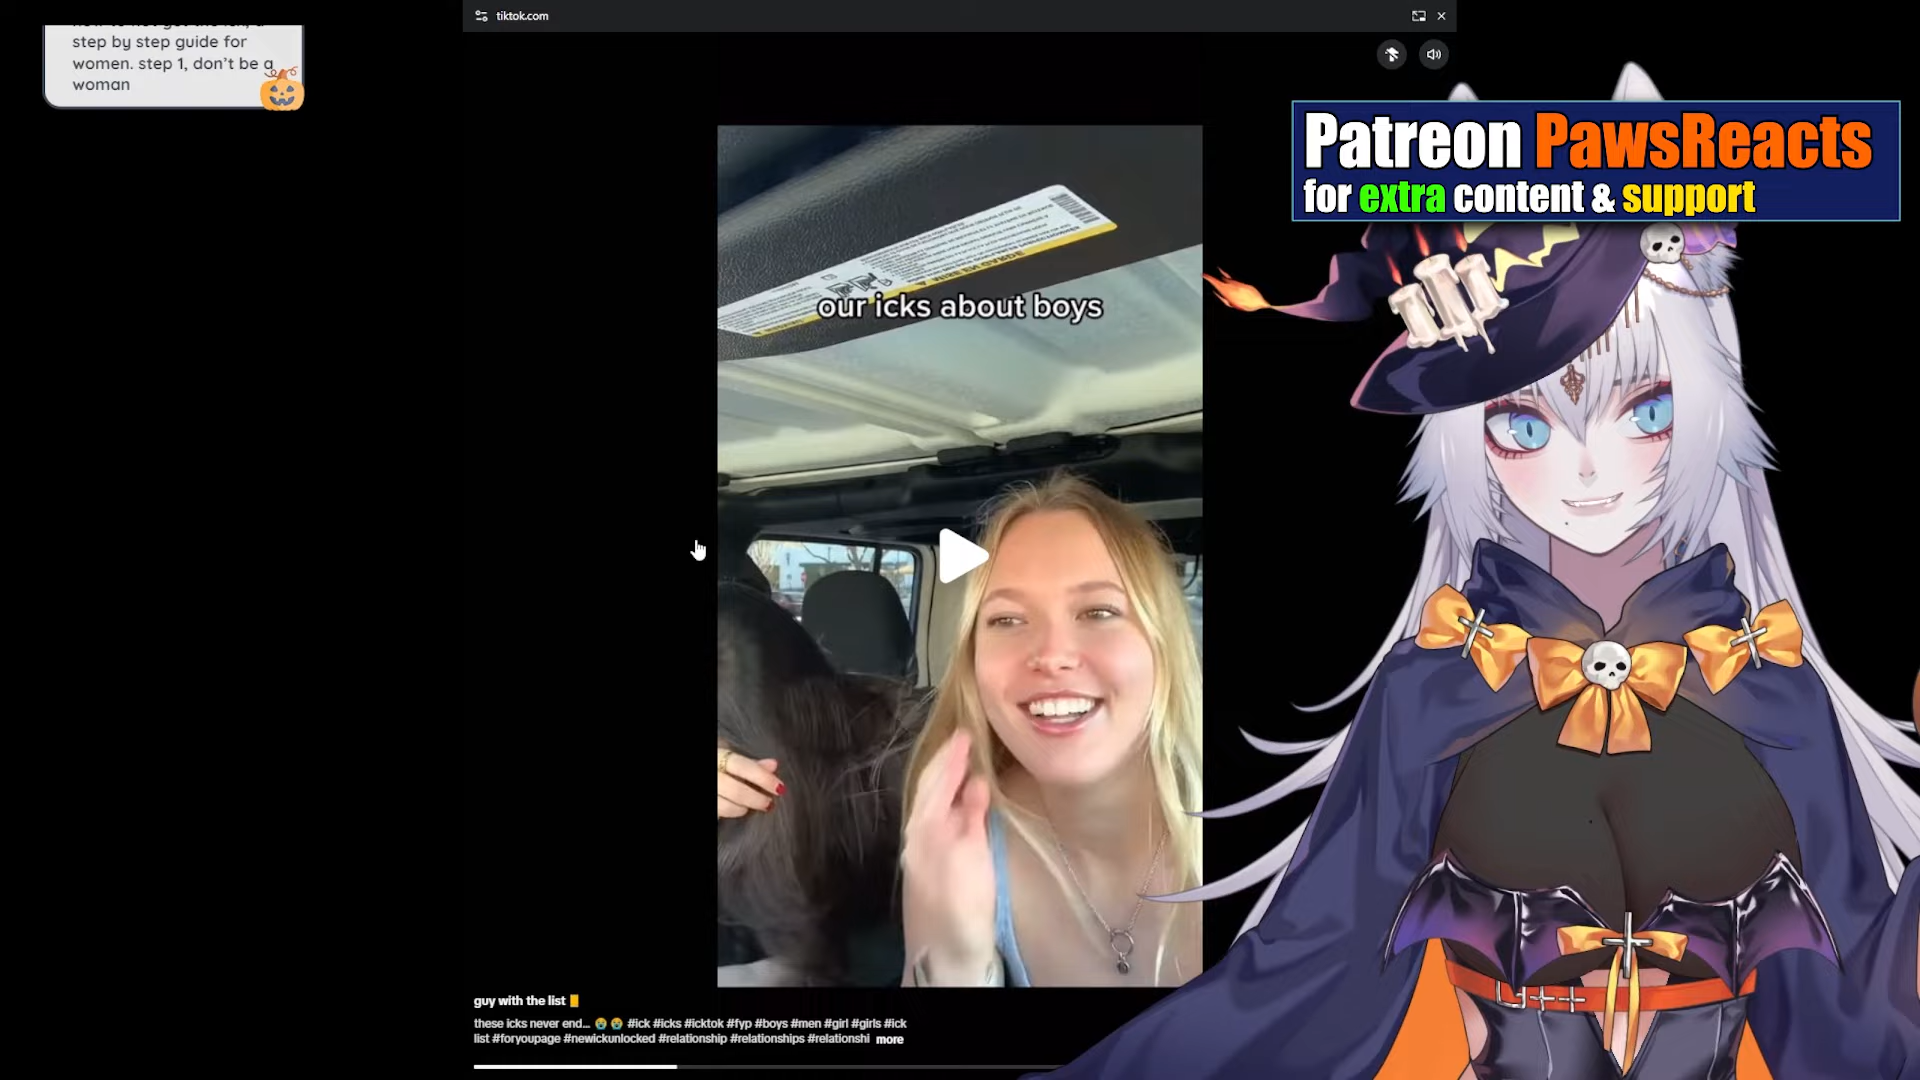 step by step guide for
women. step 1, don't be a
woman
tiktok.com
Patreon PawsReacts
for extra content & support
our icks about boys
guy with the list
these icks never end... 😭 😭 #ick #icks #icktok #fyp #boys #men #girl #girls #ick
list #foryoupage #newickunlocked #relationship #relationships #relationshi more